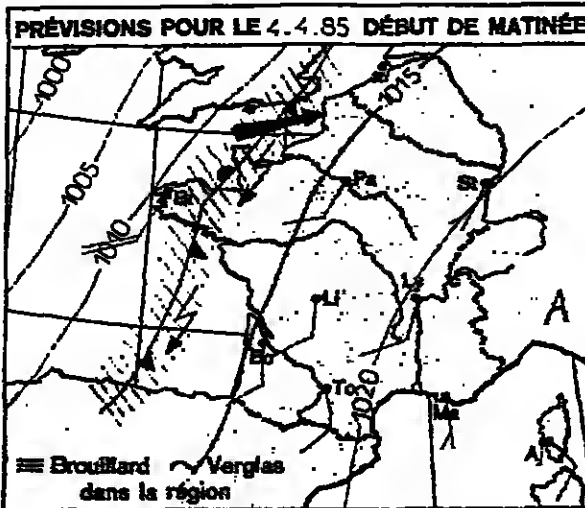 PRÉVISIONS POUR LE 4.4.85 DÉBUT DE MATINÉE
1000
1015
1005
1010
Br
Pa
St
Li
Ly
A
Bo
To
1020
Ma
Aj
Brouillard Verglas
dans la région